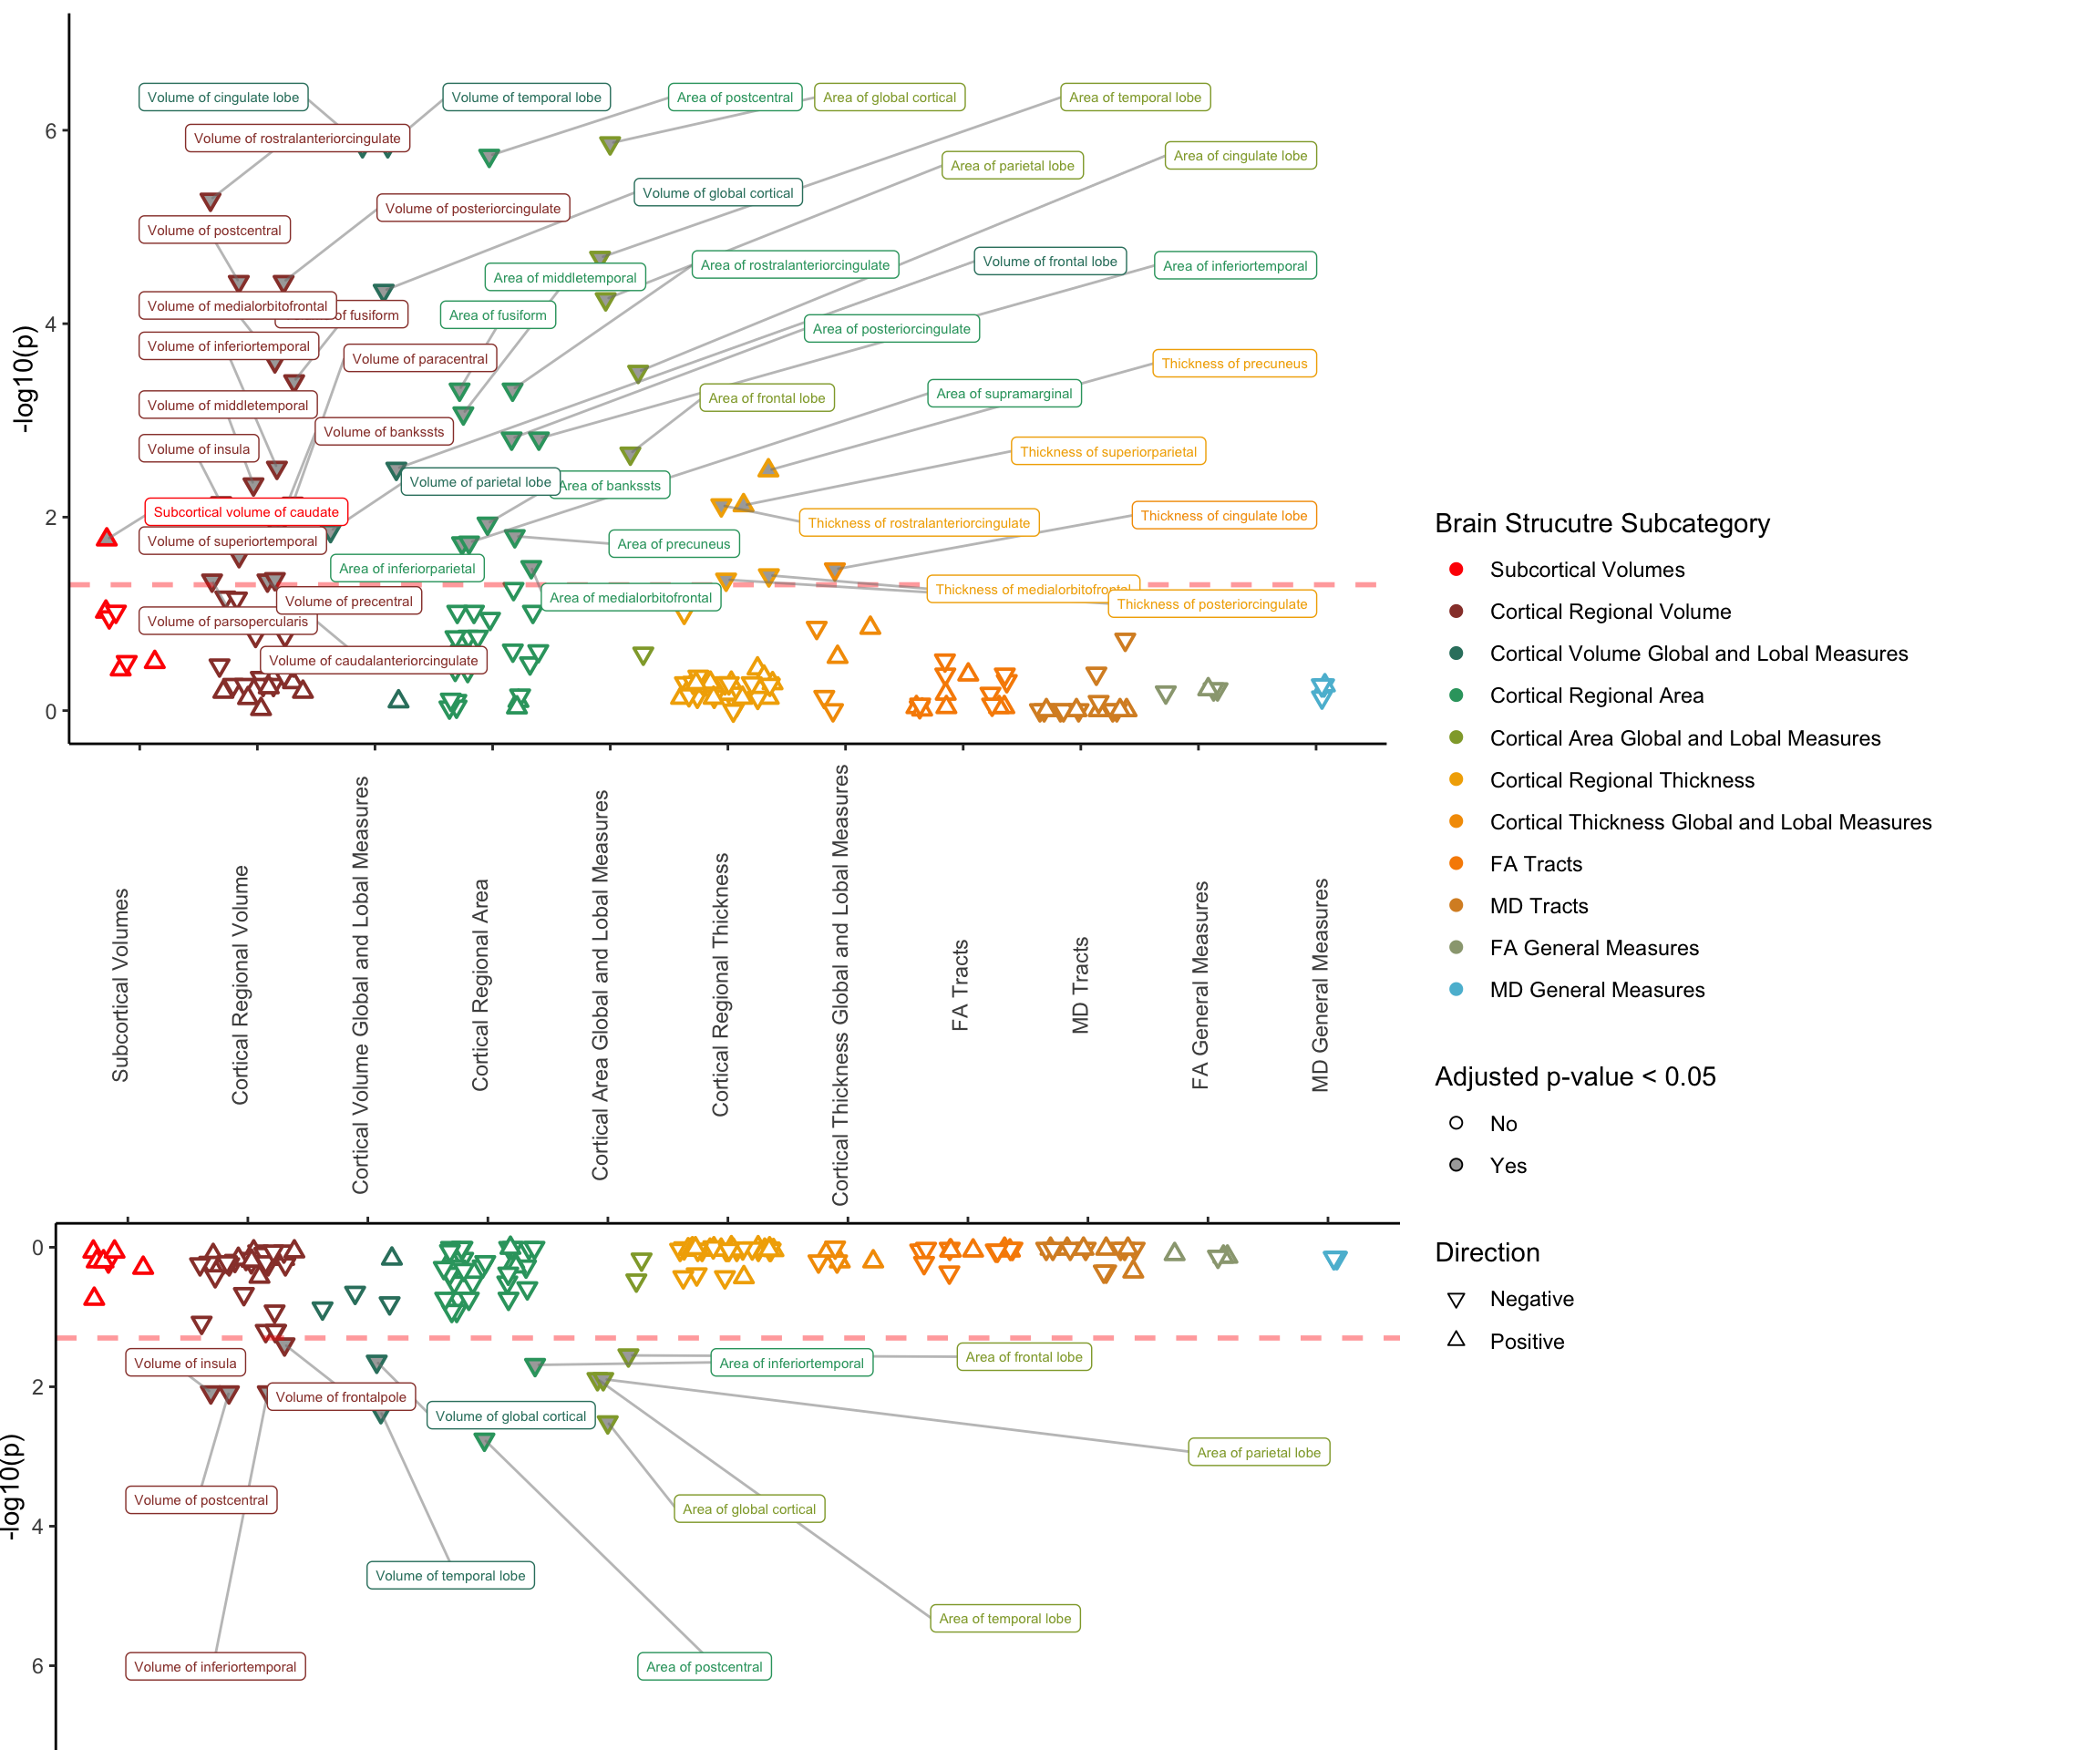 Volume of cingulate lobe
Volume of temporal lobe
Area of postcentral
Area of global cortical
Area of temporal lobe
Volume of rostralanteriorcingulate
Area of cingulate lobe
Area of parietal lobe
Volume of global cortical
Volume of posteriorcingulate
Volume of postcentral
Area of rostralanteriorcingulate
Volume of frontal lobe
Area of inferiortemporal
Area of middletemporal
Volume of medialorbitofrontal
of fusiform
Area of fusiform
Area of posteriorcingulate
Volume of inferiortemporal
Volume of paracentral
Thickness of precuneus
Area of supramarginal
Area of frontal lobe
Volume of middletemporal
Volume of bankssts
Volume of insula
Thickness of superiorparietal
Volume of parietal lobe
Area of bankssts
Subcortical volume of caudate
Thickness of rostralanteriorcingulate
Thickness of cingulate lobe
Volume of superiortemporal
Area of precuneus
Area of inferiorparietal
Thickness of medialorbitofrontal
Area of medialorbitofrontal
Volume of precentral
Thickness of posteriorcingulate
Volume of parsopercularis
Volume of caudalanteriorcingulate
6
4
2
0
-log10(p)
Subcortical Volumes
Cortical Regional Volume
Cortical Volume Global and Lobal Measures
Cortical Regional Area
Cortical Area Global and Lobal Measures
Cortical Regional Thickness
Cortical Thickness Global and Lobal Measures
FA Tracts
MD Tracts
FA General Measures
MD General Measures
0
2
4
6
-log10(p)
Volume of insula
Area of inferiortemporal
Area of frontal lobe
Volume of frontalpole
Volume of global cortical
Area of parietal lobe
Volume of postcentral
Area of global cortical
Volume of temporal lobe
Area of temporal lobe
Volume of inferiortemporal
Area of postcentral
Brain Strucutre Subcategory
Subcortical Volumes
Cortical Regional Volume
Cortical Volume Global and Lobal Measures
Cortical Regional Area
Cortical Area Global and Lobal Measures
Cortical Regional Thickness
Cortical Thickness Global and Lobal Measures
FA Tracts
MD Tracts
FA General Measures
MD General Measures
Adjusted p-value < 0.05
No
Yes
Direction
Negative
Positive